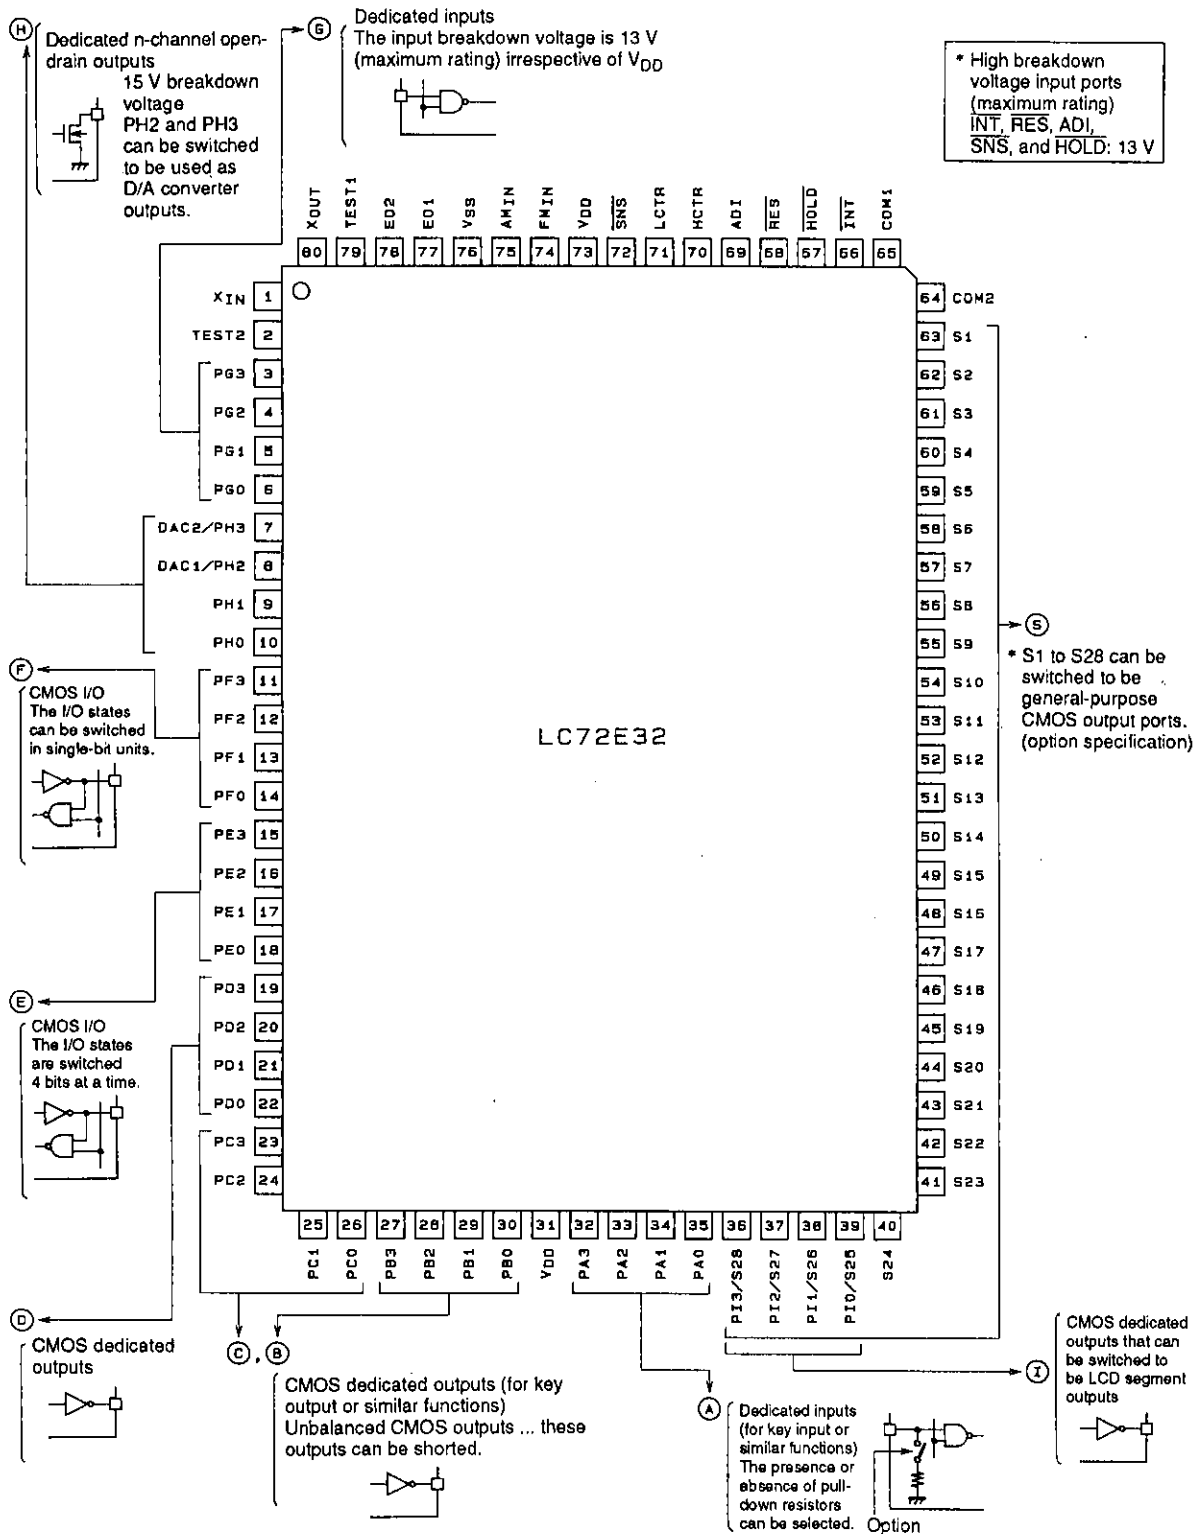 H
Dedicated n-channel open-
drain outputs
15 V breakdown
voltage
PH2 and PH3
can be switched
to be used as
D/A converter
outputs.
G
Dedicated inputs
The input breakdown voltage is 13 V
(maximum rating) irrespective of VDD
* High breakdown
voltage input ports
(maximum rating)
INT, RES, ADI,
SNS, and HOLD: 13 V
XOUT TEST1 EO2 EO1 VSS AMIN FMIN VDD SNS LCTR HCTR ADI RES HOLD INT COM1
80 79 78 77 76 75 74 73 72 71 70 69 68 67 66 65
XIN 1
TEST2 2
PG3 3
PG2 4
PG1 5
PG0 6
DAC2/PH3 7
DAC1/PH2 8
PH1 9
PH0 10
PF3 11
PF2 12
PF1 13
PF0 14
PE3 15
PE2 16
PE1 17
PE0 18
PD3 19
PD2 20
PD1 21
PD0 22
PC3 23
PC2 24
LC72E32
64 COM2
63 S1
62 S2
61 S3
60 S4
59 S5
58 S6
57 S7
56 S8
55 S9
54 S10
53 S11
52 S12
51 S13
50 S14
49 S15
48 S16
47 S17
46 S18
45 S19
44 S20
43 S21
42 S22
41 S23
25 26 27 28 29 30 31 32 33 34 35 36 37 38 39 40
PC1 PC0 PB3 PB2 PB1 PB0 VDD PA3 PA2 PA1 PA0 PI3/S28 PI2/S27 PI1/S26 PI0/S25 S24
S
* S1 to S28 can be
switched to be
general-purpose
CMOS output ports.
(option specification)
F
CMOS I/O
The I/O states
can be switched
in single-bit units.
E
CMOS I/O
The I/O states
are switched
4 bits at a time.
D
CMOS dedicated
outputs
C, B
CMOS dedicated outputs (for key
output or similar functions)
Unbalanced CMOS outputs ... these
outputs can be shorted.
A
Dedicated inputs
(for key input or
similar functions)
The presence or
absence of pull-
down resistors
can be selected.
Option
I
CMOS dedicated
outputs that can
be switched to
be LCD segment
outputs